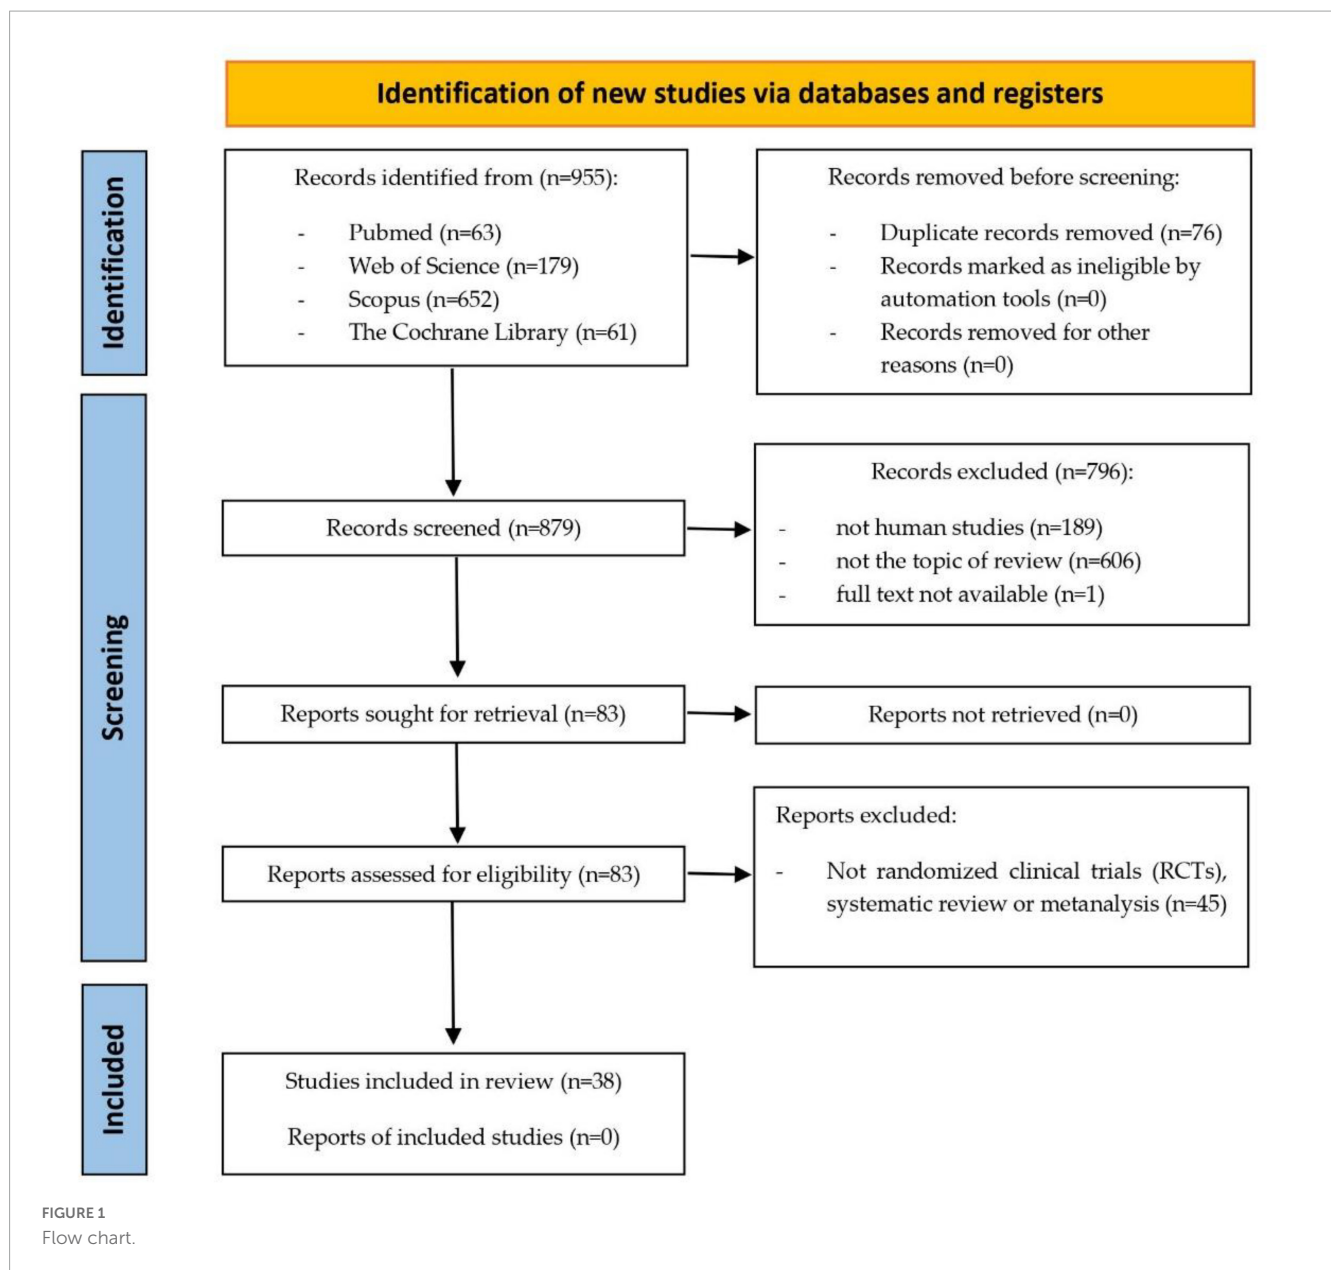 Identification of new studies via databases and registers
Identification
Records identified from (n=955):
- Pubmed (n=63)
- Web of Science (n=179)
- Scopus (n=652)
- The Cochrane Library (n=61)
Records removed before screening:
- Duplicate records removed (n=76)
- Records marked as ineligible by
automation tools (n=0)
- Records removed for other
reasons (n=0)
Screening
Records screened (n=879)
Records excluded (n=796):
- not human studies (n=189)
- not the topic of review (n=606)
- full text not available (n=1)
Reports sought for retrieval (n=83)
Reports not retrieved (n=0)
Reports assessed for eligibility (n=83)
Reports excluded:
- Not randomized clinical trials (RCTs),
systematic review or metanalysis (n=45)
Included
Studies included in review (n=38)
Reports of included studies (n=0)
FIGURE 1
Flow chart.